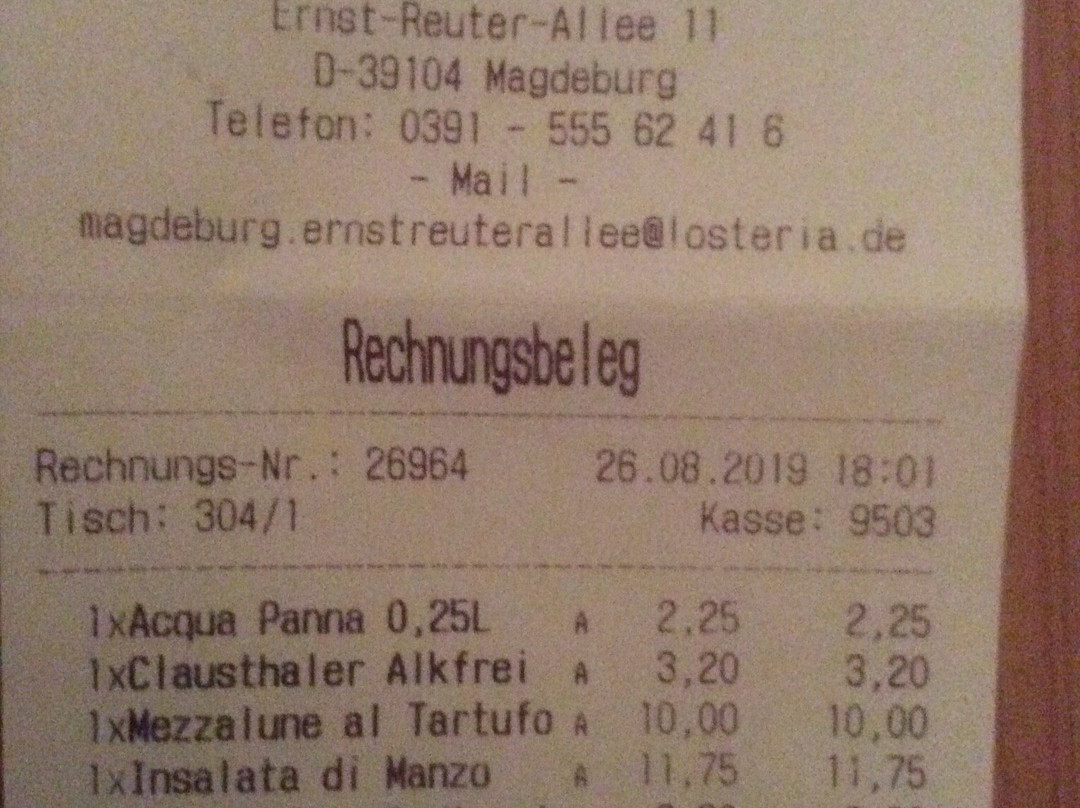 Ernst-Reuter-Allee 11
D-39104 Magdeburg
Telefon: 0391 - 555 62 41 6
- Mail -
magdeburg.ernstreuterallee@losteria.de
Rechnungsbeleg
Rechnungs-Nr.: 26964 26.08.2019 18:01
Tisch: 304/1 Kasse: 9503
1xAcqua Panna 0,25L A 2,25 2,25
1xClausthaler Alkfrei A 3,20 3,20
1xMezzalune al Tartufo A 10,00 10,00
1xInsalata di Manzo A 11,75 11,75